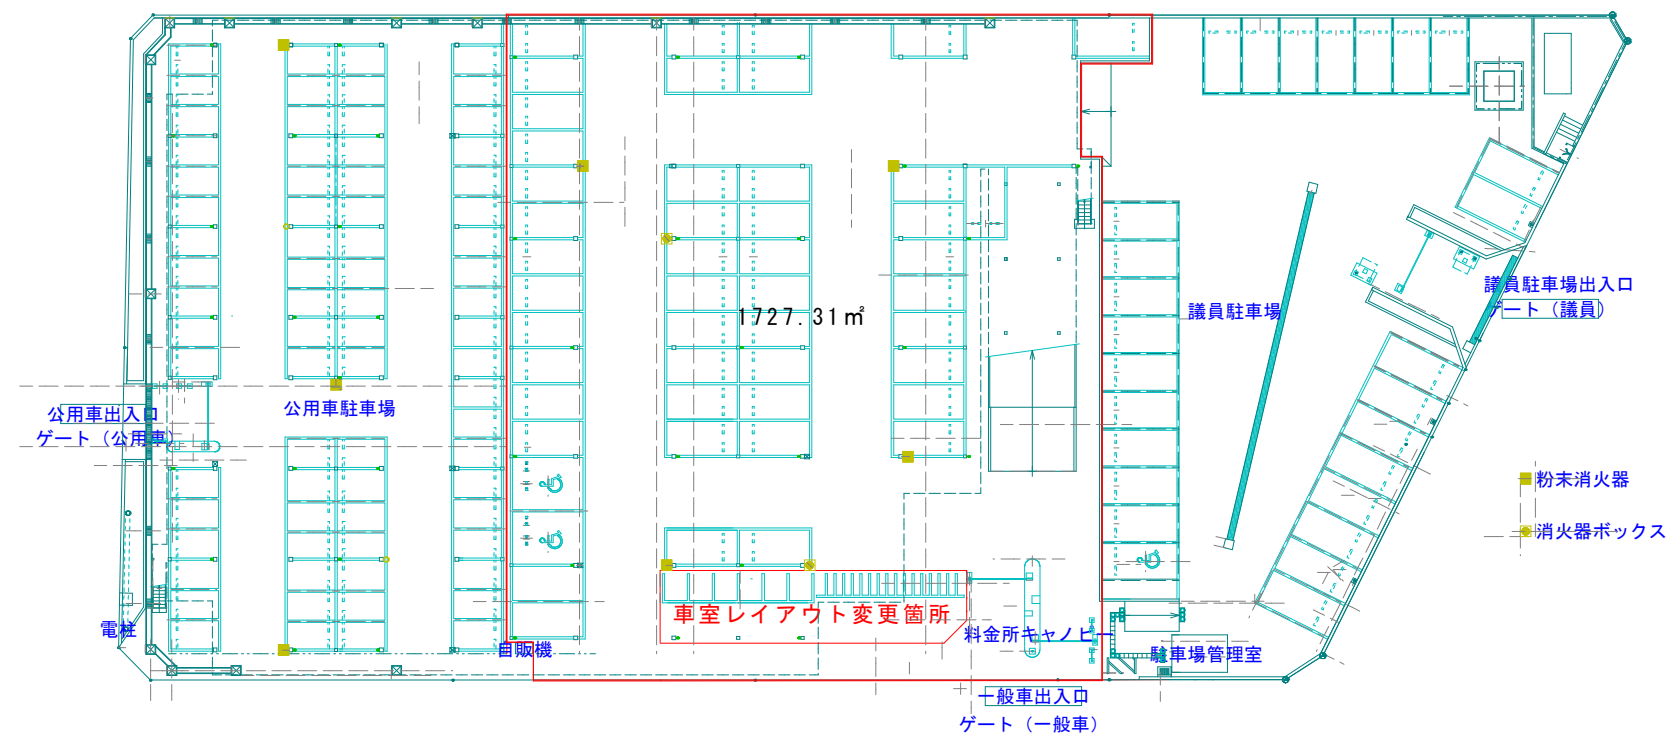 1727.31㎡
議員駐車場出入口
ゲート（議員）
議員駐車場
公用車出入口
ゲート（公用車）
公用車駐車場
粉末消火器
消火器ボックス
車室レイアウト変更箇所
電柱
自販機
料金所キャノピー
駐車場管理室
一般車出入口
ゲート（一般車）